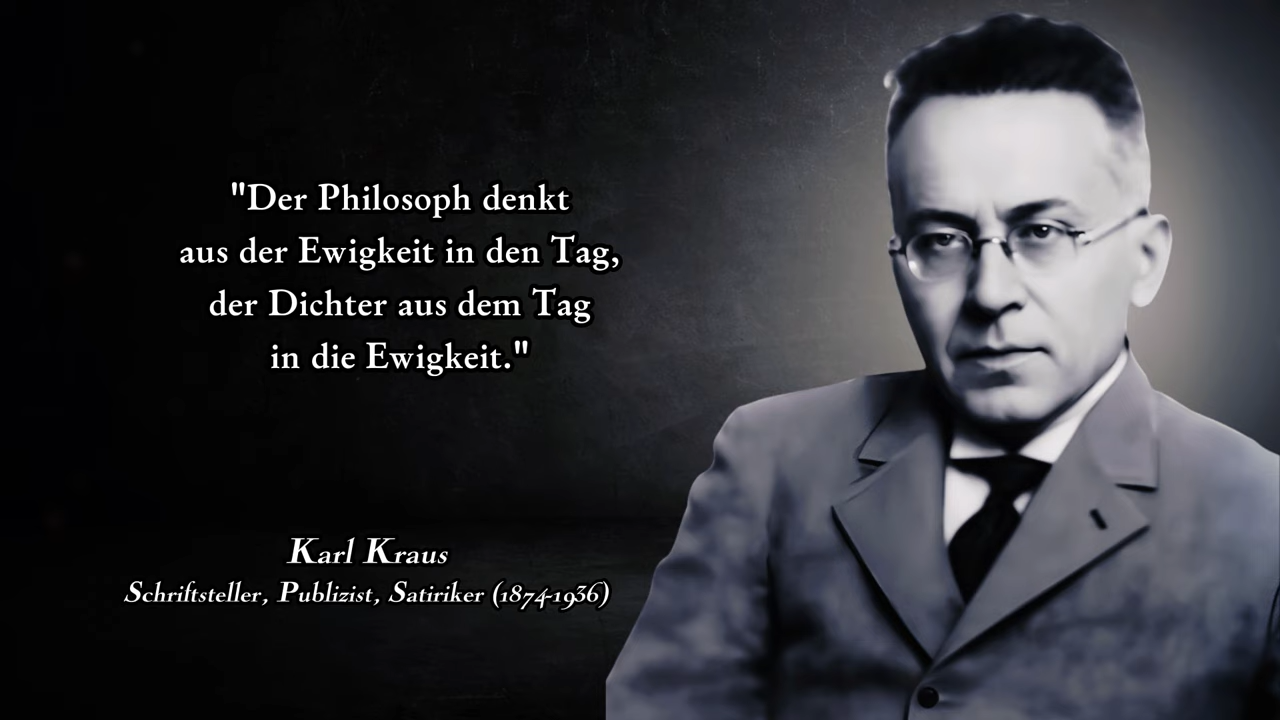 "Der Philosoph denkt
aus der Ewigkeit in den Tag,
der Dichter aus dem Tag
in die Ewigkeit."
Karl Kraus
Schriftsteller, Publizist, Satiriker (1874-1936)